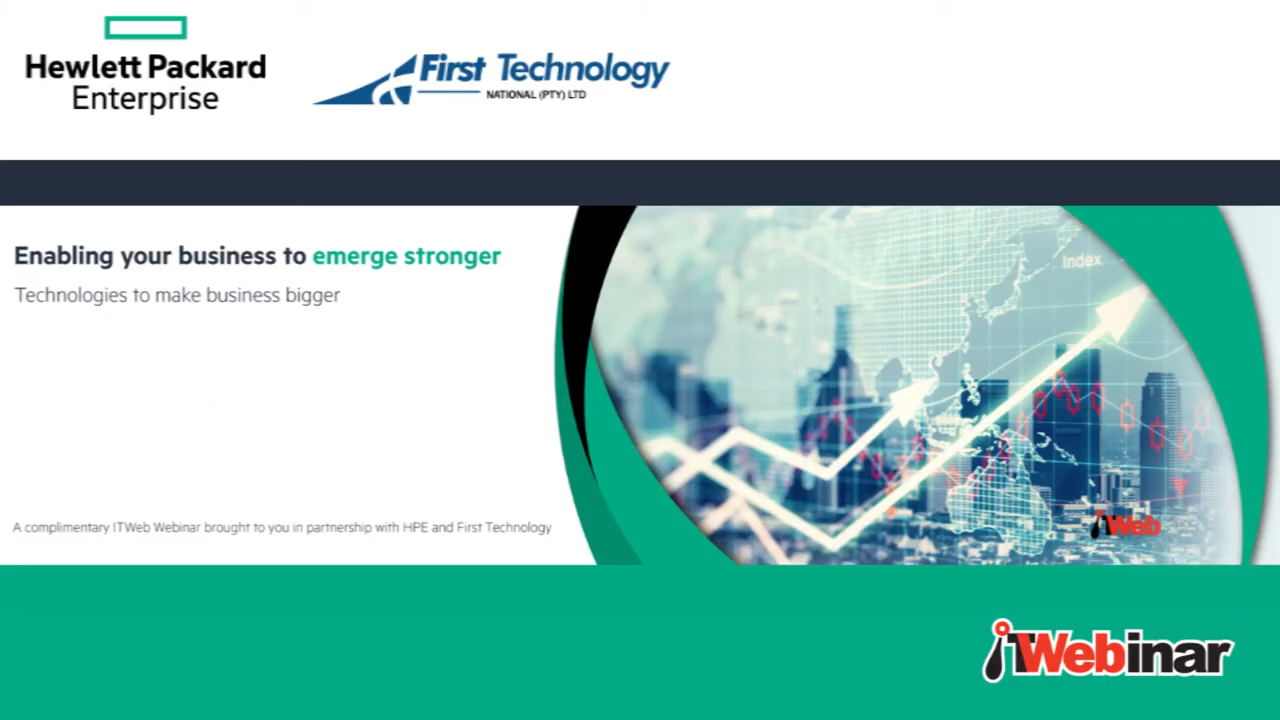 Hewlett Packard
Enterprise
First Technology
NATIONAL (PTY) LTD
Enabling your business to emerge stronger
Technologies to make business bigger
Index
A complimentary ITWeb Webinar brought to you in partnership with HPE and First Technology
iTWeb
iTWebinar